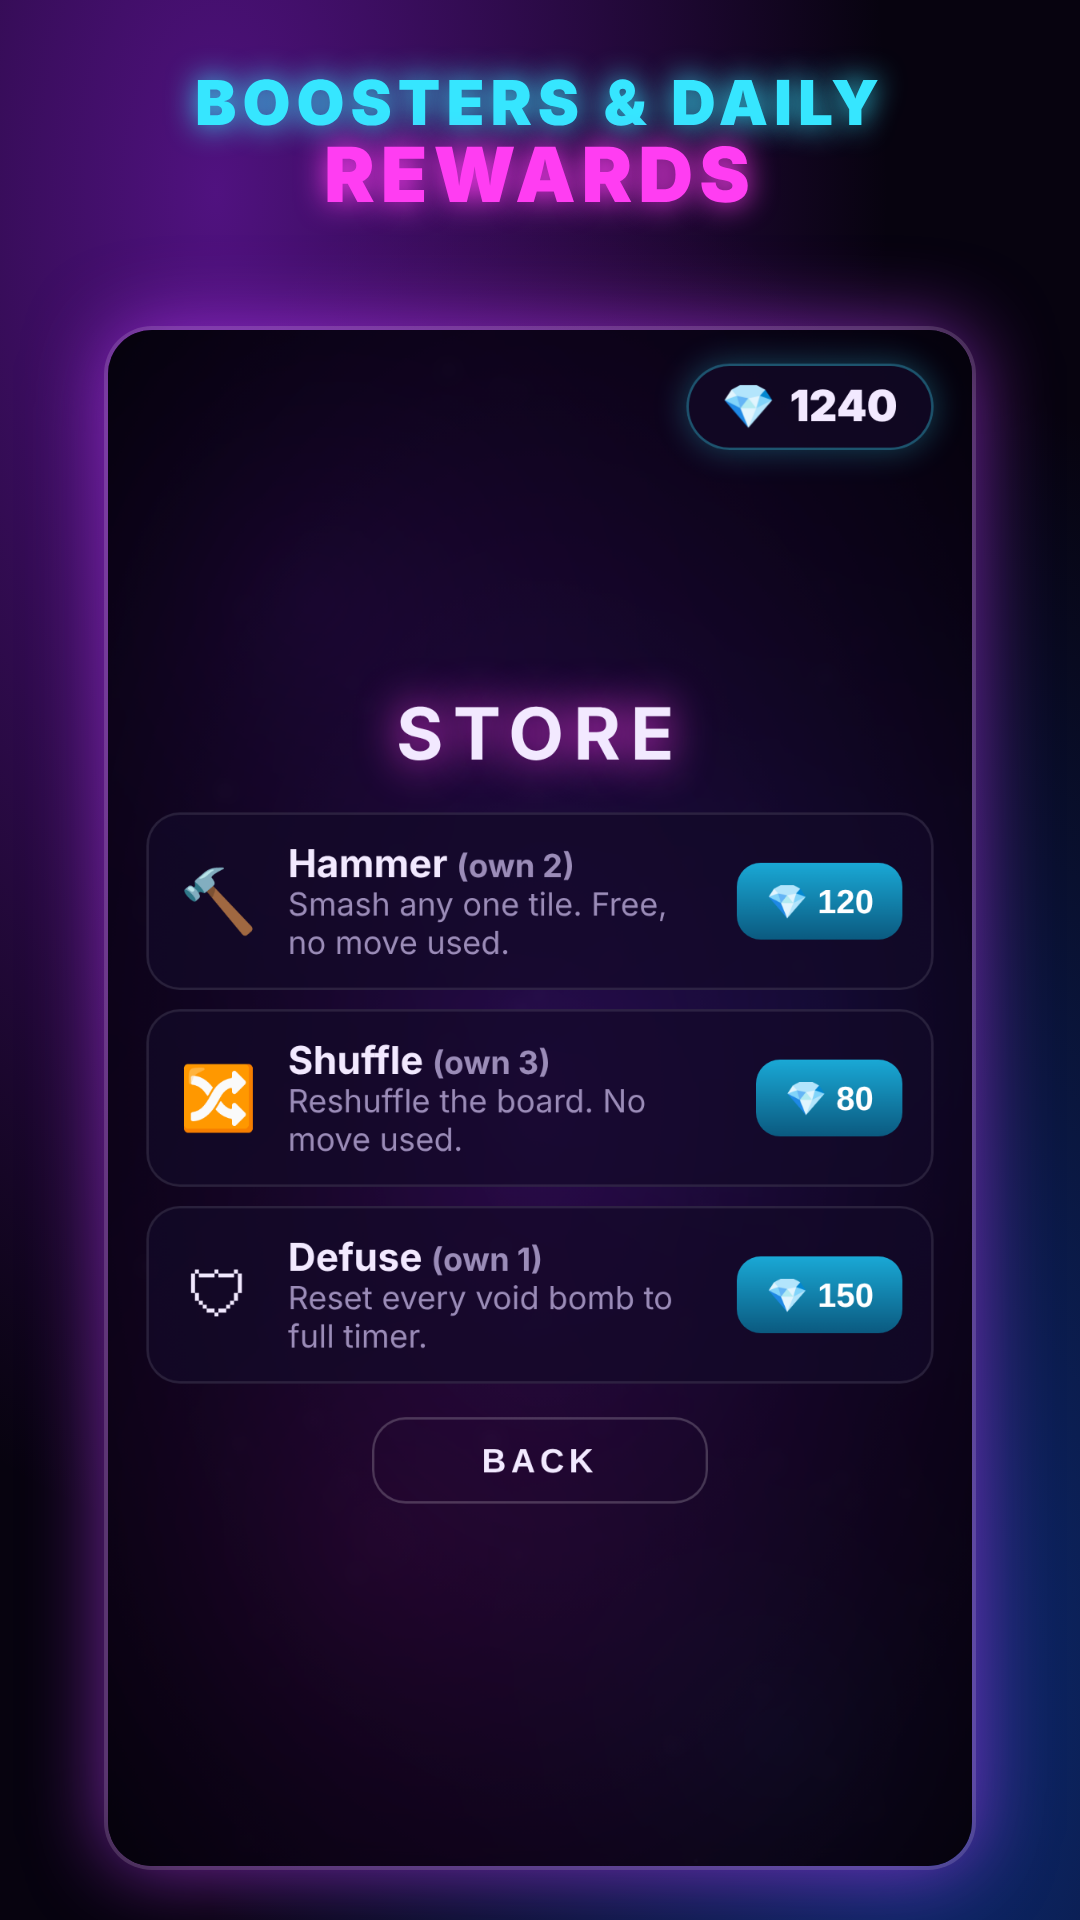 BOOSTERS & DAILY
REWARDS
1240
STORE
Hammer (own 2)
Smash any one tile. Free,
no move used.
120
Shuffle (own 3)
Reshuffle the board. No
move used.
80
Defuse (own 1)
Reset every void bomb to
full timer.
150
BACK